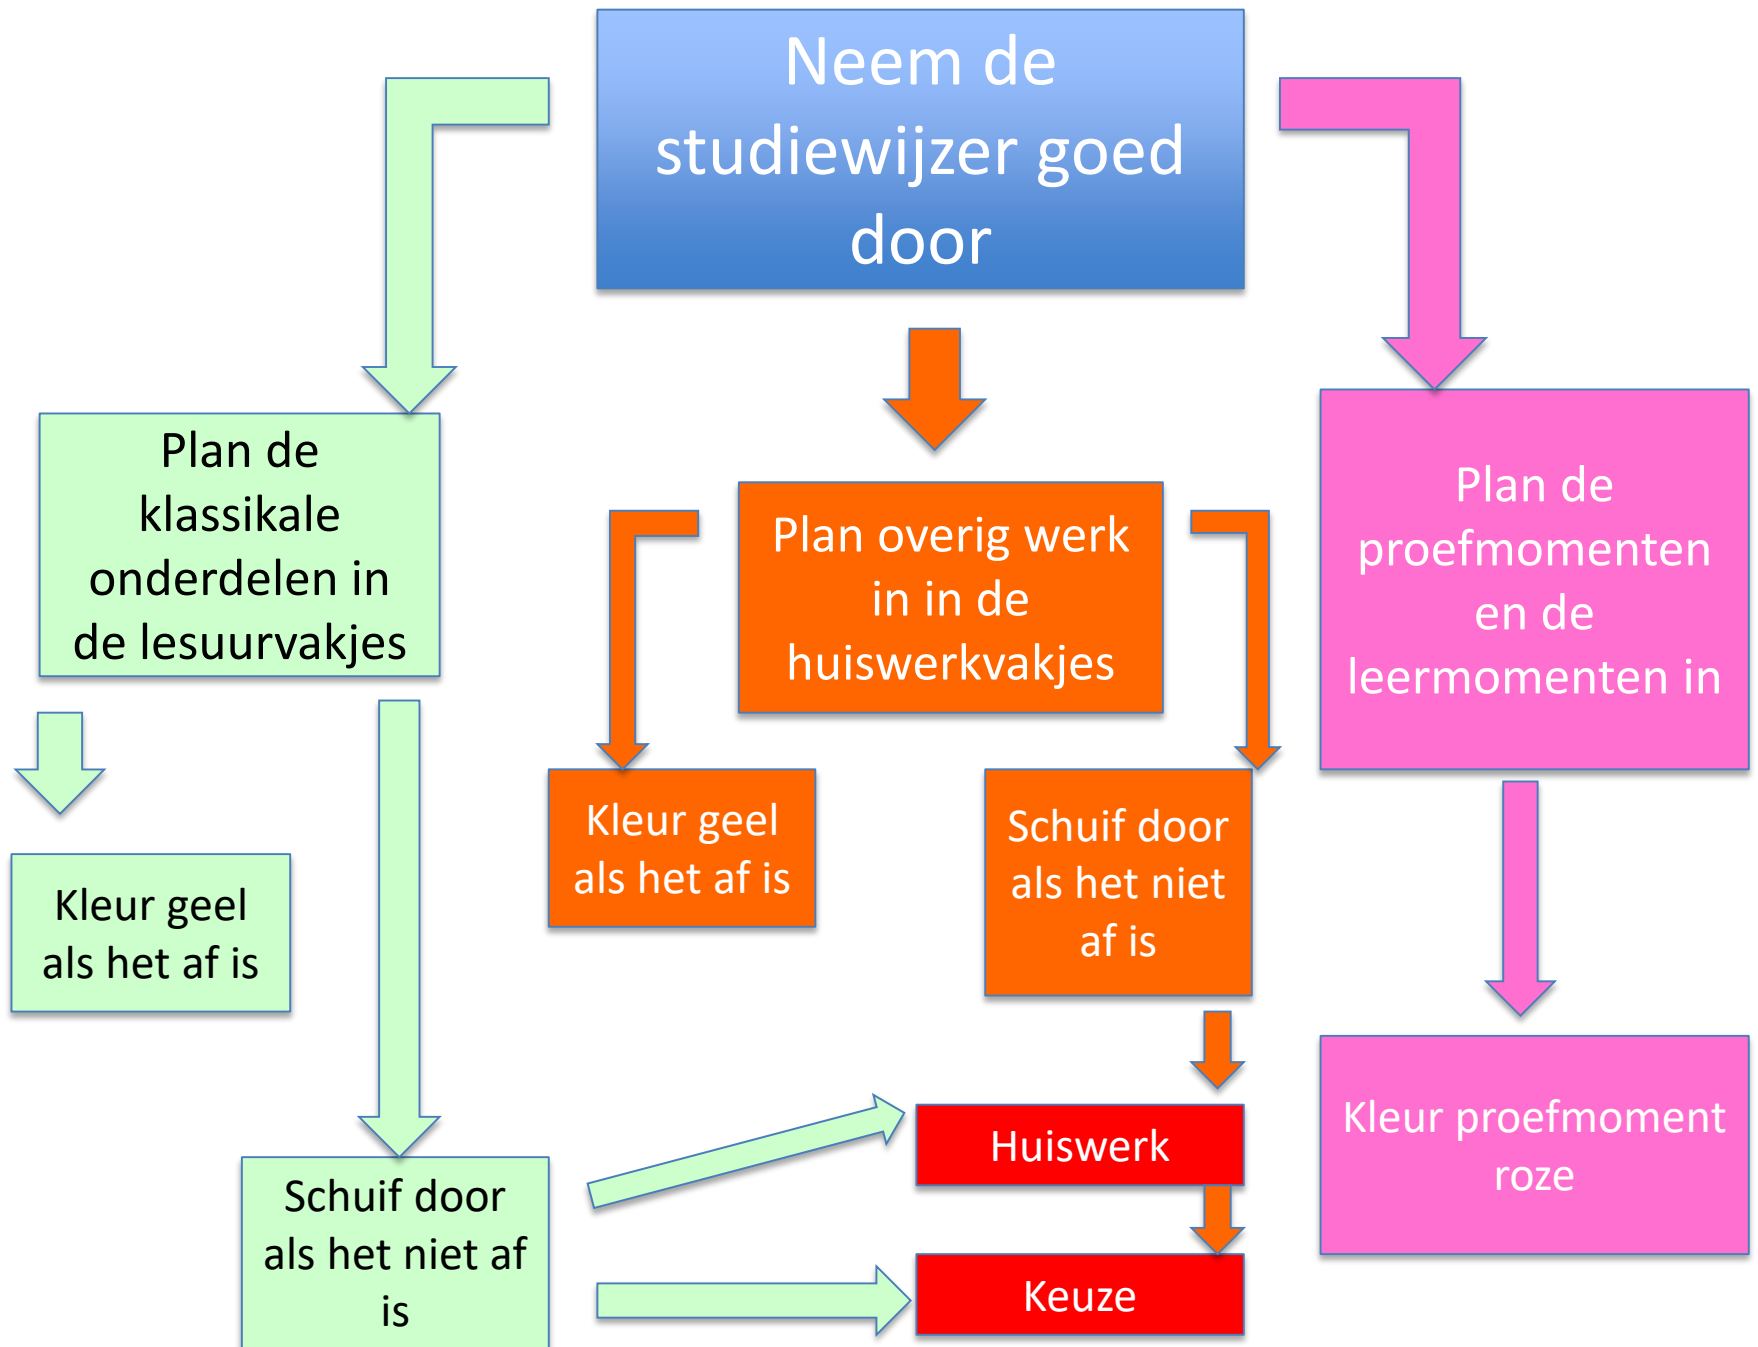 Neem de
studiewijzer goed
door
Plan de
klassikale
onderdelen in
de lesuurvakjes
Plan overig werk
in in de
huiswerkvakjes
Plan de
proefmomenten
en de
leermomenten in
Kleur geel
als het af is
Kleur geel
als het af is
Schuif door
als het niet
af is
Kleur proefmoment
roze
Schuif door
als het niet af
is
Huiswerk
Keuze